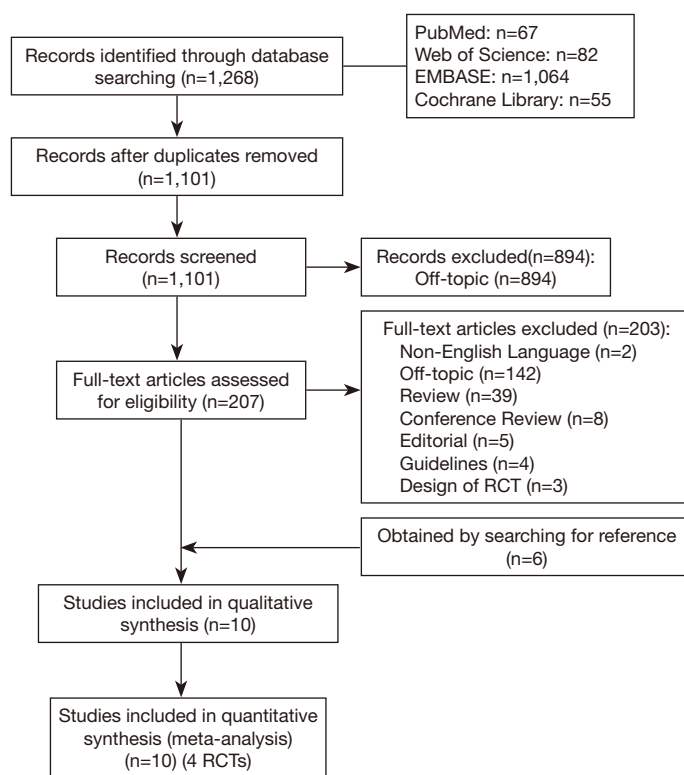 Records identified through database
searching (n=1,268)
PubMed: n=67
Web of Science: n=82
EMBASE: n=1,064
Cochrane Library: n=55
Records after duplicates removed
(n=1,101)
Records screened
(n=1,101)
Records excluded(n=894):
Off-topic (n=894)
Full-text articles assessed
for eligibility (n=207)
Full-text articles excluded (n=203):
Non-English Language (n=2)
Off-topic (n=142)
Review (n=39)
Conference Review (n=8)
Editorial (n=5)
Guidelines (n=4)
Design of RCT (n=3)
Obtained by searching for reference
(n=6)
Studies included in qualitative
synthesis (n=10)
Studies included in quantitative
synthesis (meta-analysis)
(n=10) (4 RCTs)